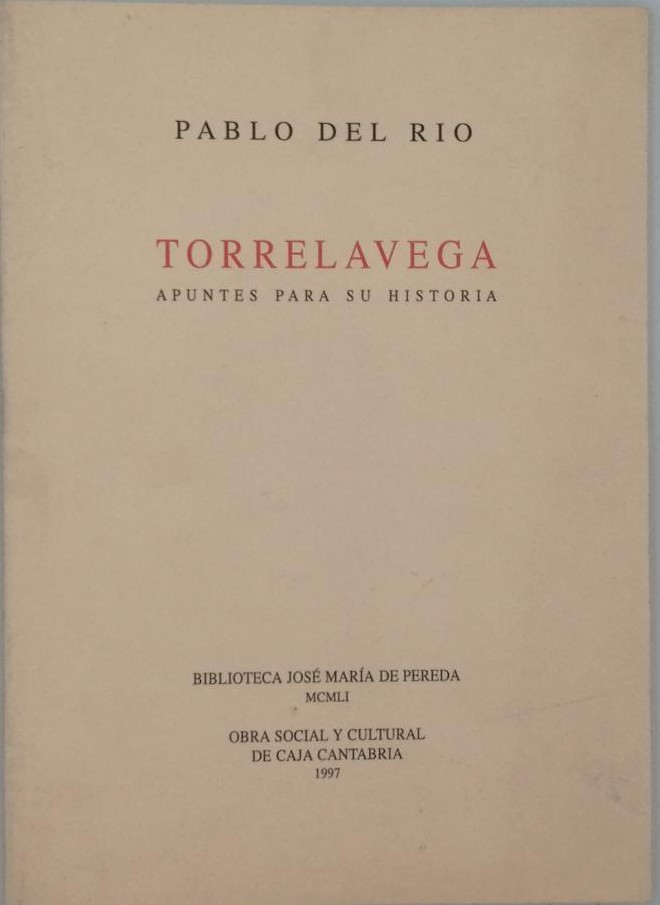 PABLO DEL RIO
TORRELAVEGA
APUNTES PARA SU HISTORIA
BIBLIOTECA JOSÉ MARÍA DE PEREDA
MCMLI
OBRA SOCIAL Y CULTURAL
DE CAJA CANTABRIA
1997